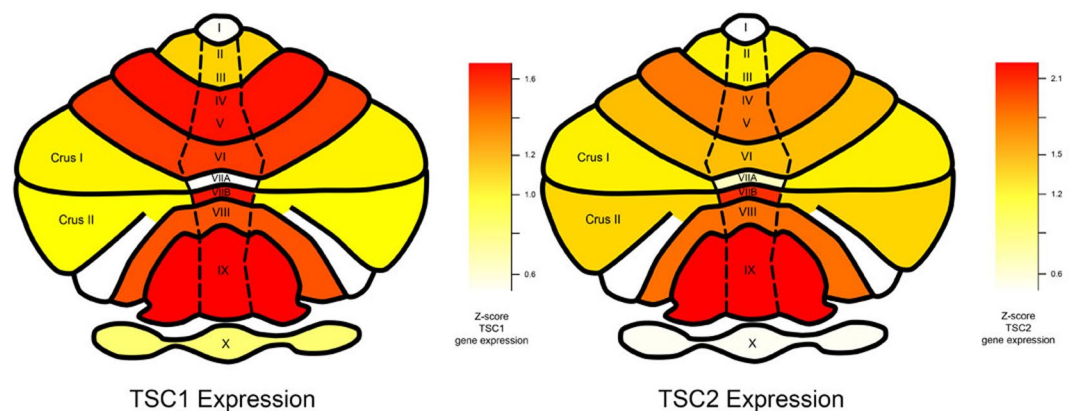 I
II
III
IV
V
VI
VIIA
VIIB
VIII
IX
X
Crus I
Crus II
1.6
1.2
1.0
0.6
Z-score
TSC1
gene expression
TSC1 Expression
I
II
III
IV
V
VI
VIIA
VIIB
VIII
IX
X
Crus I
Crus II
2.1
1.5
1.2
0.6
Z-score
TSC2
gene expression
TSC2 Expression